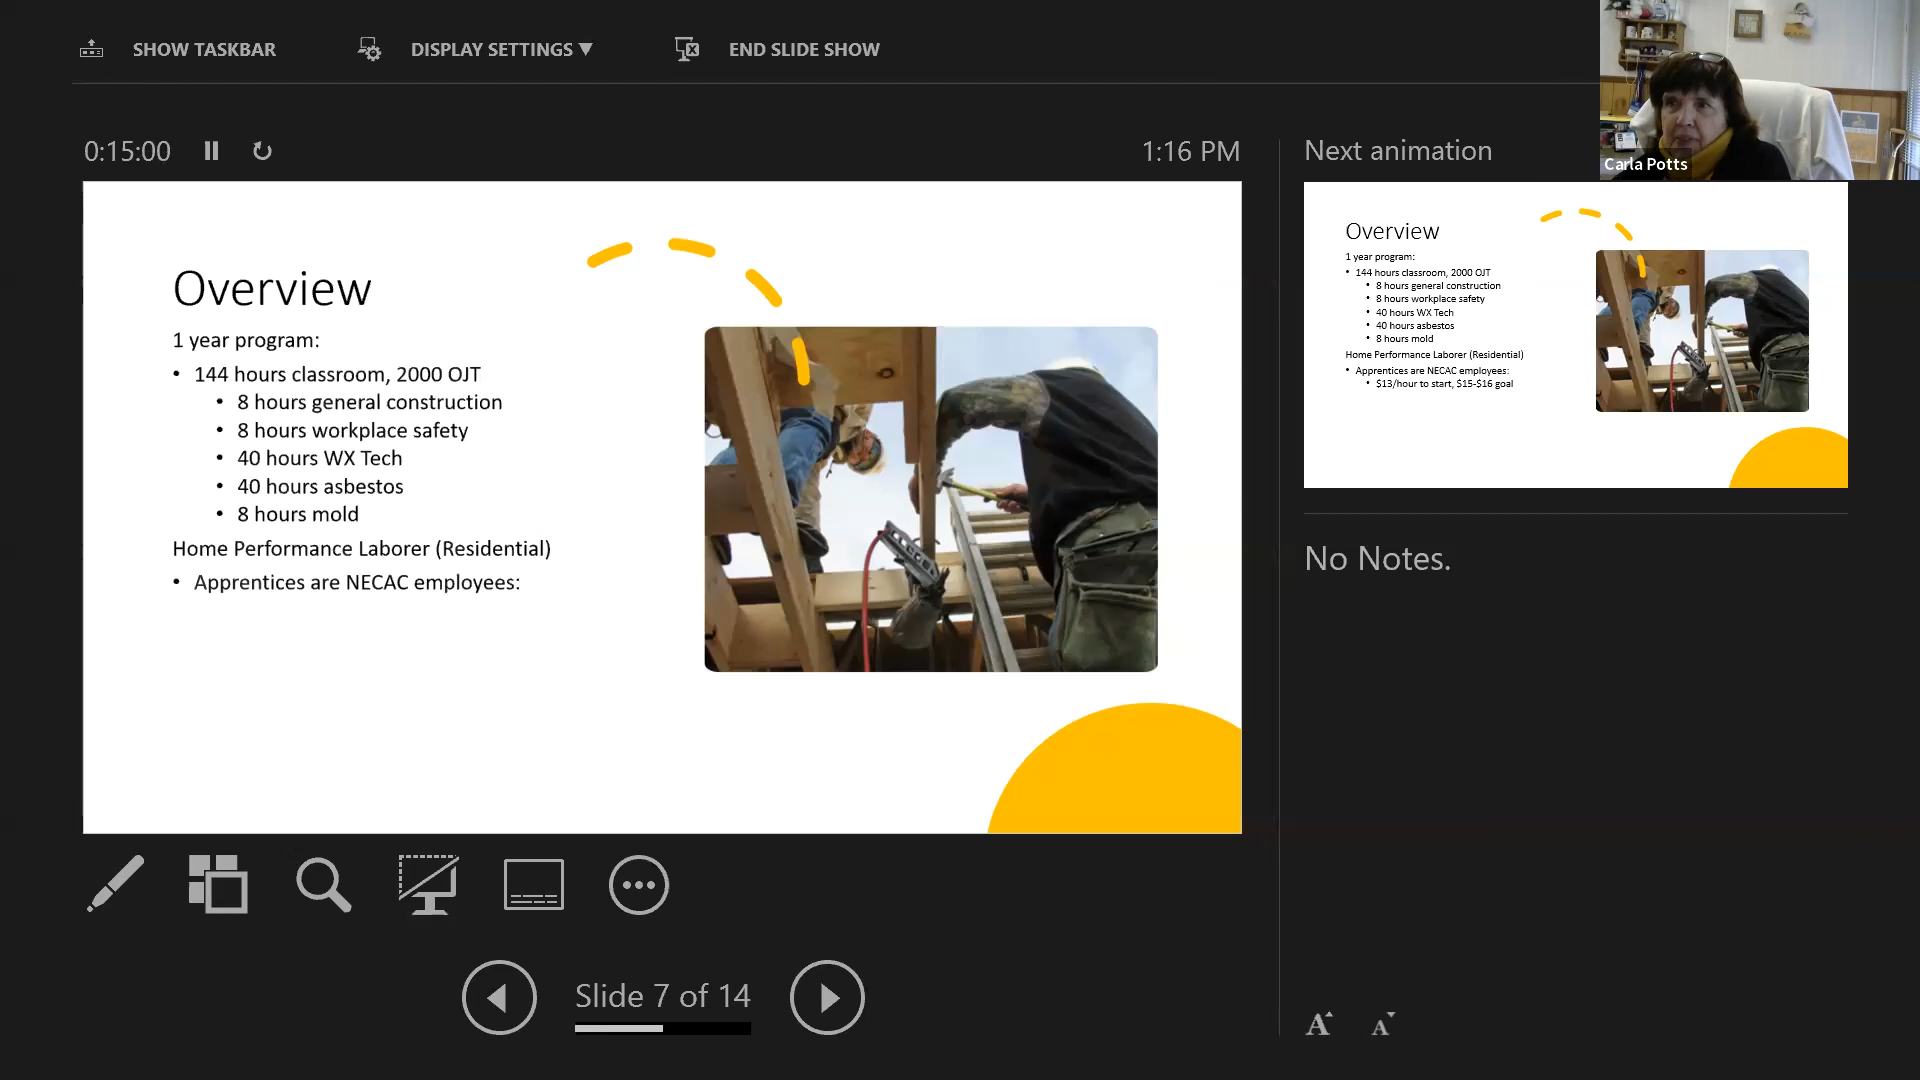 SHOW TASKBAR
DISPLAY SETTINGS ▼
END SLIDE SHOW
Carla Potts
0:15:00
1:16 PM
Overview
1 year program:
• 144 hours classroom, 2000 OJT
• 8 hours general construction
• 8 hours workplace safety
• 40 hours WX Tech
• 40 hours asbestos
• 8 hours mold
Home Performance Laborer (Residential)
• Apprentices are NECAC employees:
Next animation
Overview
1 year program:
• 144 hours classroom, 2000 OJT
• 8 hours general construction
• 8 hours workplace safety
• 40 hours WX Tech
• 40 hours asbestos
• 8 hours mold
Home Performance Laborer (Residential)
• Apprentices are NECAC employees:
• $13/hour to start, $15-$16 goal
No Notes.
Slide 7 of 14
A A